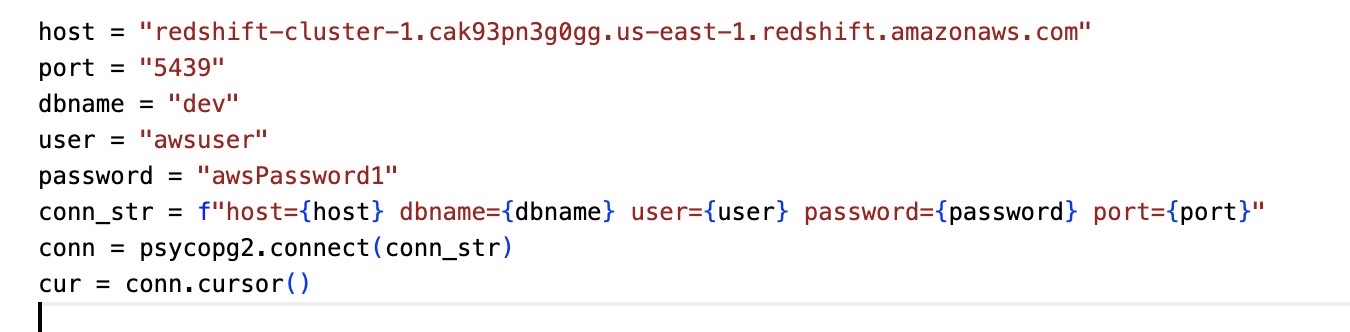 host = "redshift-cluster-1.cak93pn3g0gg.us-east-1.redshift.amazonaws.com"
port = "5439"
dbname = "dev"
user = "awsuser"
password = "awsPassword1"
conn_str = f"host={host} dbname={dbname} user={user} password={password} port={port}"
conn = psycopg2.connect(conn_str)
cur = conn.cursor()